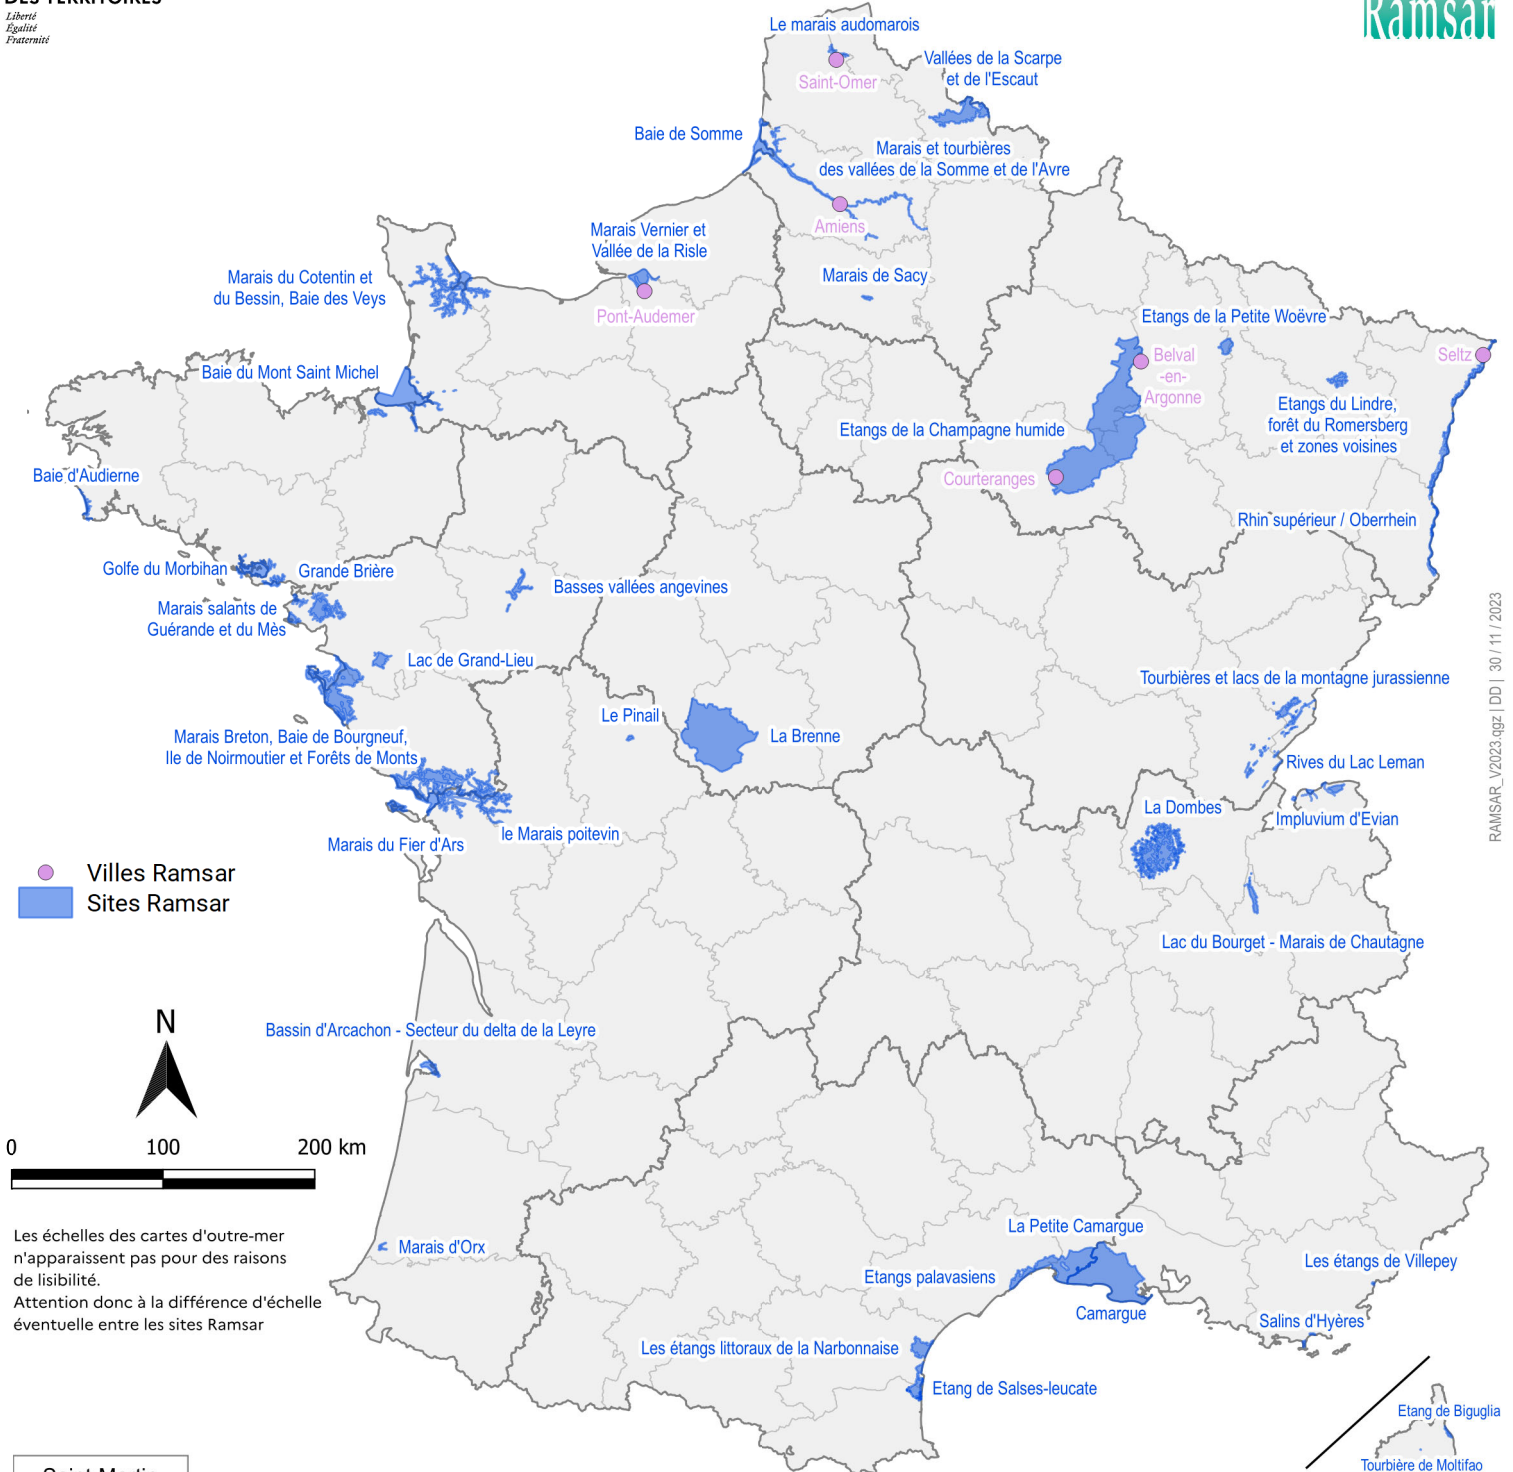 DES TERRITOIRES
Liberté
Égalité
Fraternité
Ramsar
Le marais audomarois
Saint-Omer
Vallées de la Scarpe
et de l'Escaut
Baie de Somme
Marais et tourbières
des vallées de la Somme et de l'Avre
Amiens
Marais Vernier et
Vallée de la Risle
Pont-Audemer
Marais de Sacy
Marais du Cotentin et
du Bessin, Baie des Veys
Etangs de la Petite Woëvre
Belval
-en-
Argonne
Seltz
Baie du Mont Saint Michel
Etangs du Lindre,
forêt du Romersberg
et zones voisines
Etangs de la Champagne humide
Courteranges
Baie d'Audierne
Rhin supérieur / Oberrhein
Golfe du Morbihan
Grande Brière
Basses vallées angevines
Marais salants de
Guérande et du Mès
Lac de Grand-Lieu
Tourbières et lacs de la montagne jurassienne
Le Pinail
La Brenne
Marais Breton, Baie de Bourgneuf,
Ile de Noirmoutier et Forêts de Monts
Rives du Lac Leman
La Dombes
Impluvium d'Evian
le Marais poitevin
Marais du Fier d'Ars
RAMSAR_V2023.qgz | DD | 30 / 11 / 2023
Villes Ramsar
Sites Ramsar
Lac du Bourget - Marais de Chautagne
N
Bassin d'Arcachon - Secteur du delta de la Leyre
0 100 200 km
Les échelles des cartes d'outre-mer
n'apparaissent pas pour des raisons
de lisibilité.
Attention donc à la différence d'échelle
éventuelle entre les sites Ramsar
Marais d'Orx
La Petite Camargue
Etangs palavasiens
Camargue
Les étangs de Villepey
Salins d'Hyères
Les étangs littoraux de la Narbonnaise
Etang de Salses-leucate
Etang de Biguglia
Tourbière de Moltifao
Saint-Martin